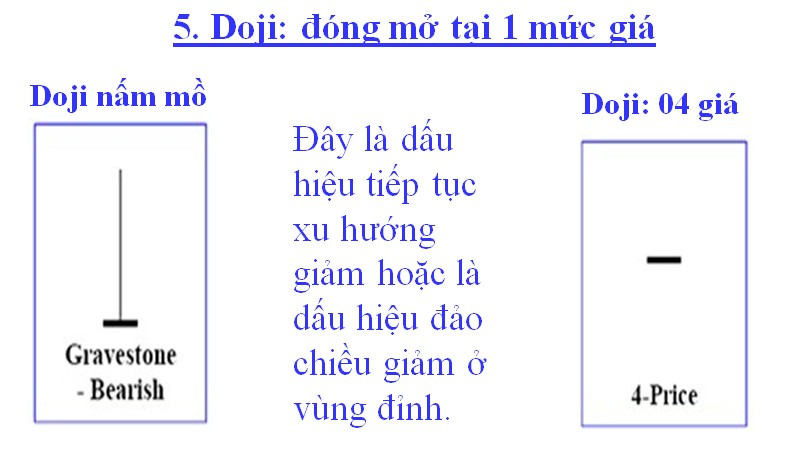 5. Doji: đóng mở tại 1 mức giá
Doji nấm mồ
Gravestone
- Bearish
Đây là dấu
hiệu tiếp tục
xu hướng
giảm hoặc là
dấu hiệu đảo
chiều giảm ở
vùng đỉnh.
Doji: 04 giá
4-Price